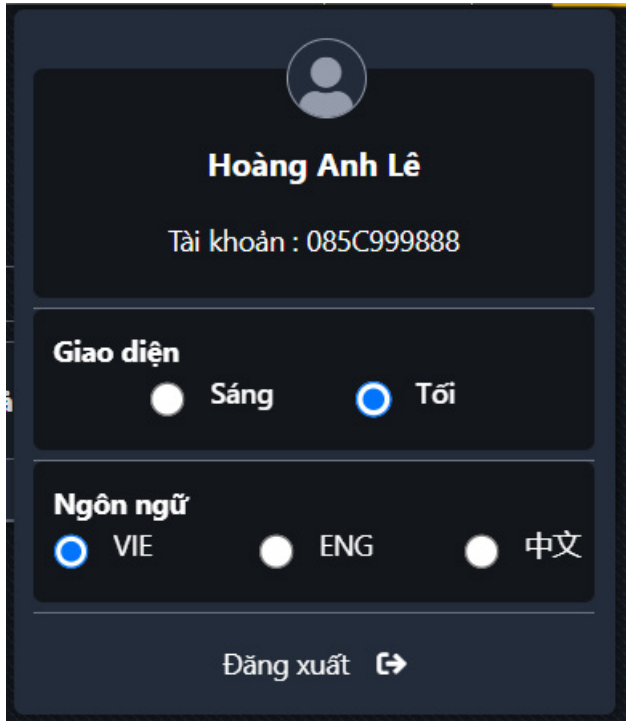 Hoàng Anh Lê
Tài khoản : 085C999888
Giao diện
Sáng Tối
Ngôn ngữ
VIE ENG 中文
Đăng xuất